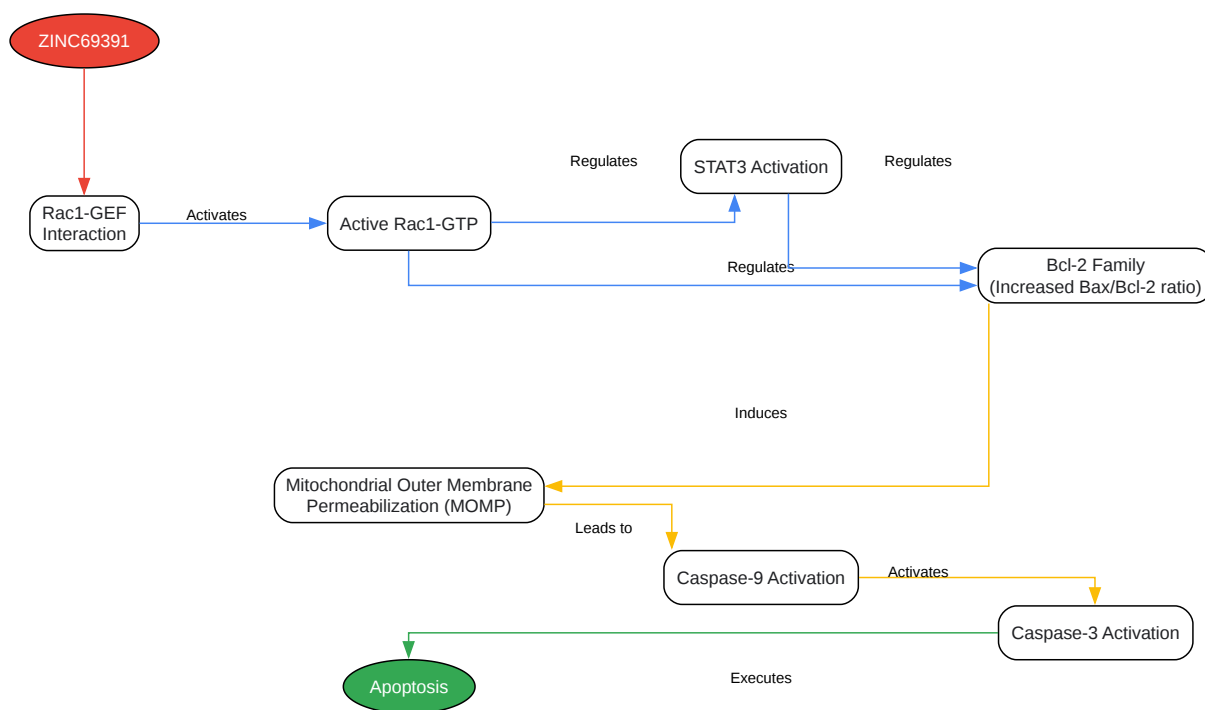 ZINC69391
Regulates
STAT3 Activation
Regulates
Rac1-GEF
Interaction
Activates
Active Rac1-GTP
Regulates
Bcl-2 Family
(Increased Bax/Bcl-2 ratio)
Induces
Mitochondrial Outer Membrane
Permeabilization (MOMP)
Leads to
Caspase-9 Activation
Activates
Caspase-3 Activation
Executes
Apoptosis